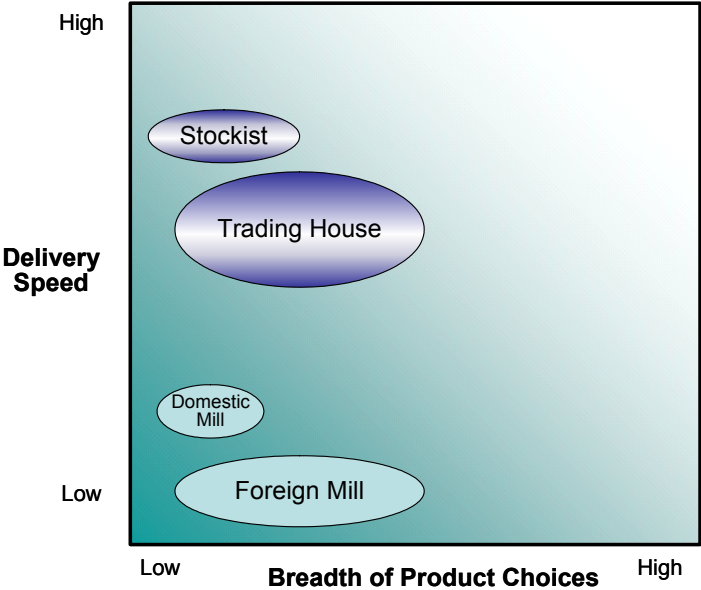 High
Stockist
Trading House
Delivery
Speed
Domestic
Mill
Foreign Mill
Low
Low
Breadth of Product Choices
High